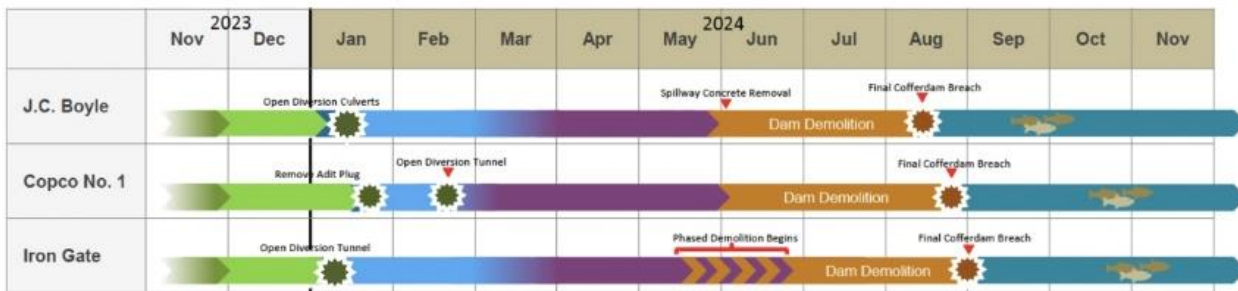 2023 2024
Nov Dec Jan Feb Mar Apr May Jun Jul Aug Sep Oct Nov
J.C. Boyle
Open Diversion Culverts Spillway Concrete Removal Final Cofferdam Breach
Dam Demolition
Copco No. 1
Remove Adit Plug Open Diversion Tunnel Final Cofferdam Breach
Dam Demolition
Iron Gate
Open Diversion Tunnel Phased Demolition Begins Final Cofferdam Breach
Dam Demolition